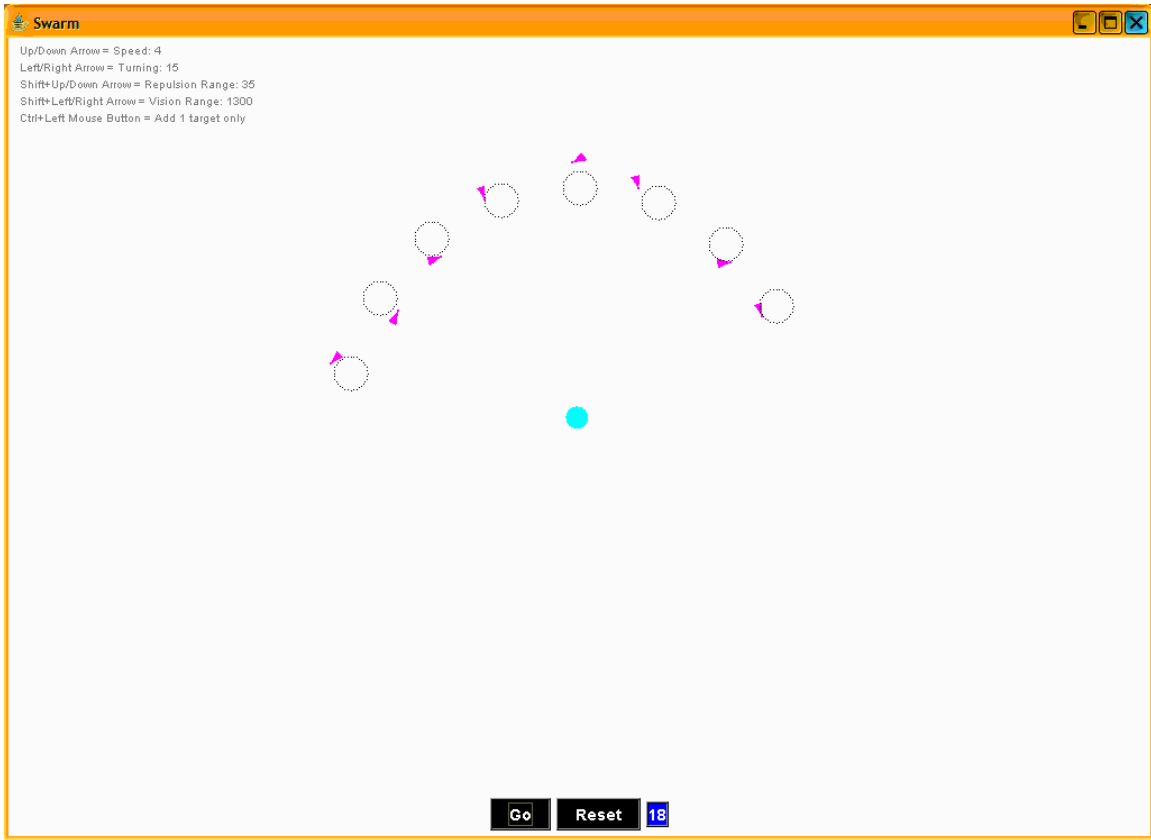 Swarm
Up/Down Arrow = Speed: 4
Left/Right Arrow = Turning: 15
Shift+Up/Down Arrow = Repulsion Range: 35
Shift+Left/Right Arrow = Vision Range: 1300
Ctrl+Left Mouse Button = Add 1 target only
Go Reset 18